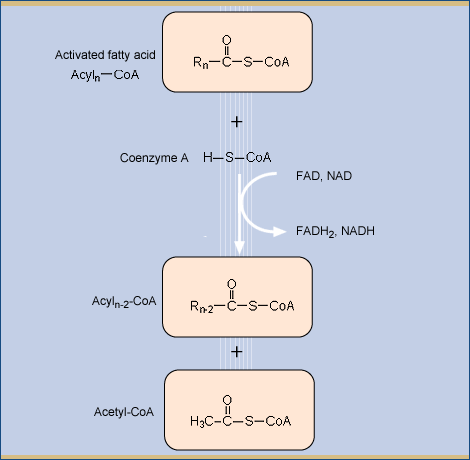 Activated fatty acid
Acylₙ—CoA
O
Rₙ—C—S—CoA
+
Coenzyme A H—S—CoA
FAD, NAD
FADH₂, NADH
Acylₙ₋₂-CoA
O
Rₙ₋₂—C—S—CoA
+
Acetyl-CoA
O
H₃C—C—S—CoA